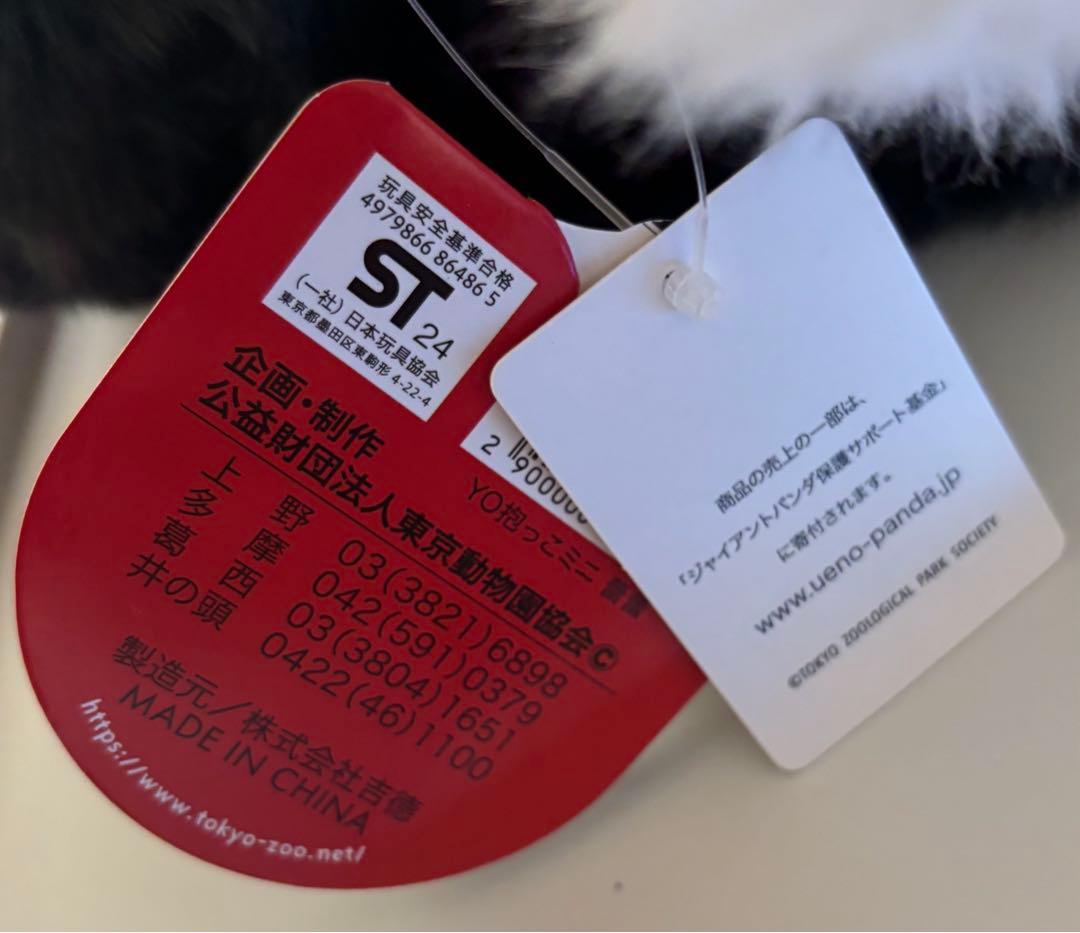 玩具安全基準合格
4979866 86486 5
ST24
(一社)日本玩具協会
東京都墨田区東駒形 4-22-4
2 900000
YO抱っこミニ
企画・制作
公益財団法人東京動物園協会©
上野 03(3821)6898
多摩 042(591)0379
葛西 03(3804)1651
井の頭 0422(46)1100
製造元/株式会社吉徳
MADE IN CHINA
https://www.tokyo-zoo.net/
商品の売上の一部は、
「ジャイアントパンダ保護サポート基金」
に寄付されます。
www.ueno-panda.jp
©TOKYO ZOOLOGICAL PARK SOCIETY